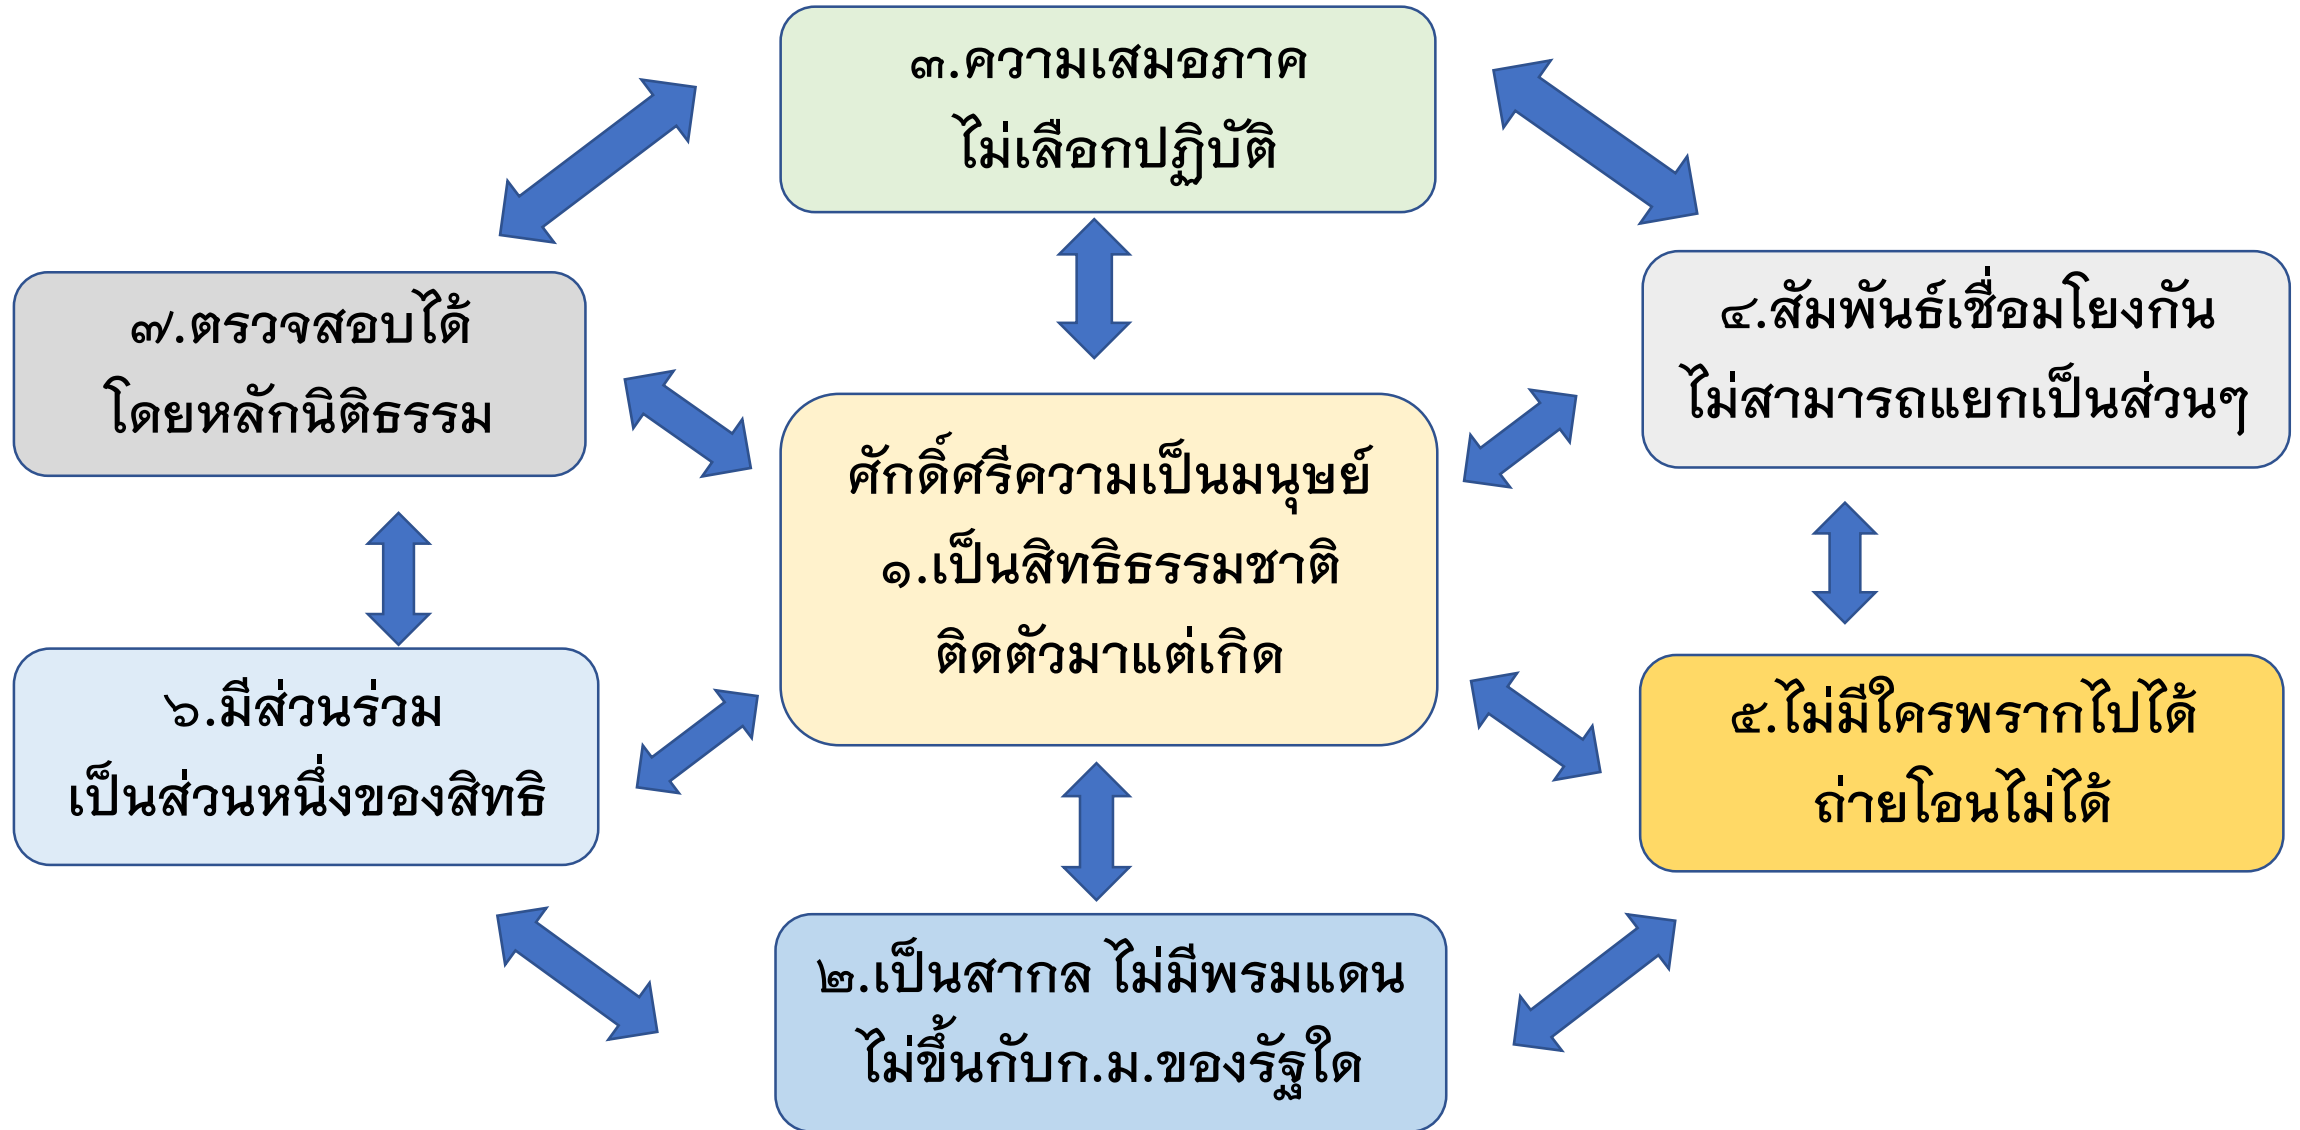 ๓.ความเสมอภาค
ไม่เลือกปฏิบัติ
๗.ตรวจสอบได้
โดยหลักนิติธรรม
๔.สัมพันธ์เชื่อมโยงกัน
ไม่สามารถแยกเป็นส่วนๆ
ศักดิ์ศรีความเป็นมนุษย์
๑.เป็นสิทธิธรรมชาติ
ติดตัวมาแต่เกิด
๖.มีส่วนร่วม
เป็นส่วนหนึ่งของสิทธิ
๕.ไม่มีใครพรากไปได้
ถ่ายโอนไม่ได้
๒.เป็นสากล ไม่มีพรมแดน
ไม่ขึ้นกับก.ม.ของรัฐใด